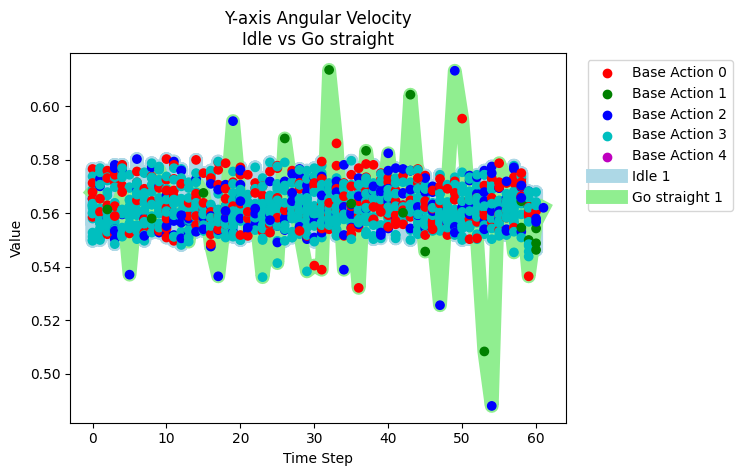 Y-axis Angular Velocity
Idle vs Go straight
Value
0.60
0.58
0.56
0.54
0.52
0.50
0
10
20
30
40
50
60
Time Step
Base Action 0
Base Action 1
Base Action 2
Base Action 3
Base Action 4
Idle 1
Go straight 1